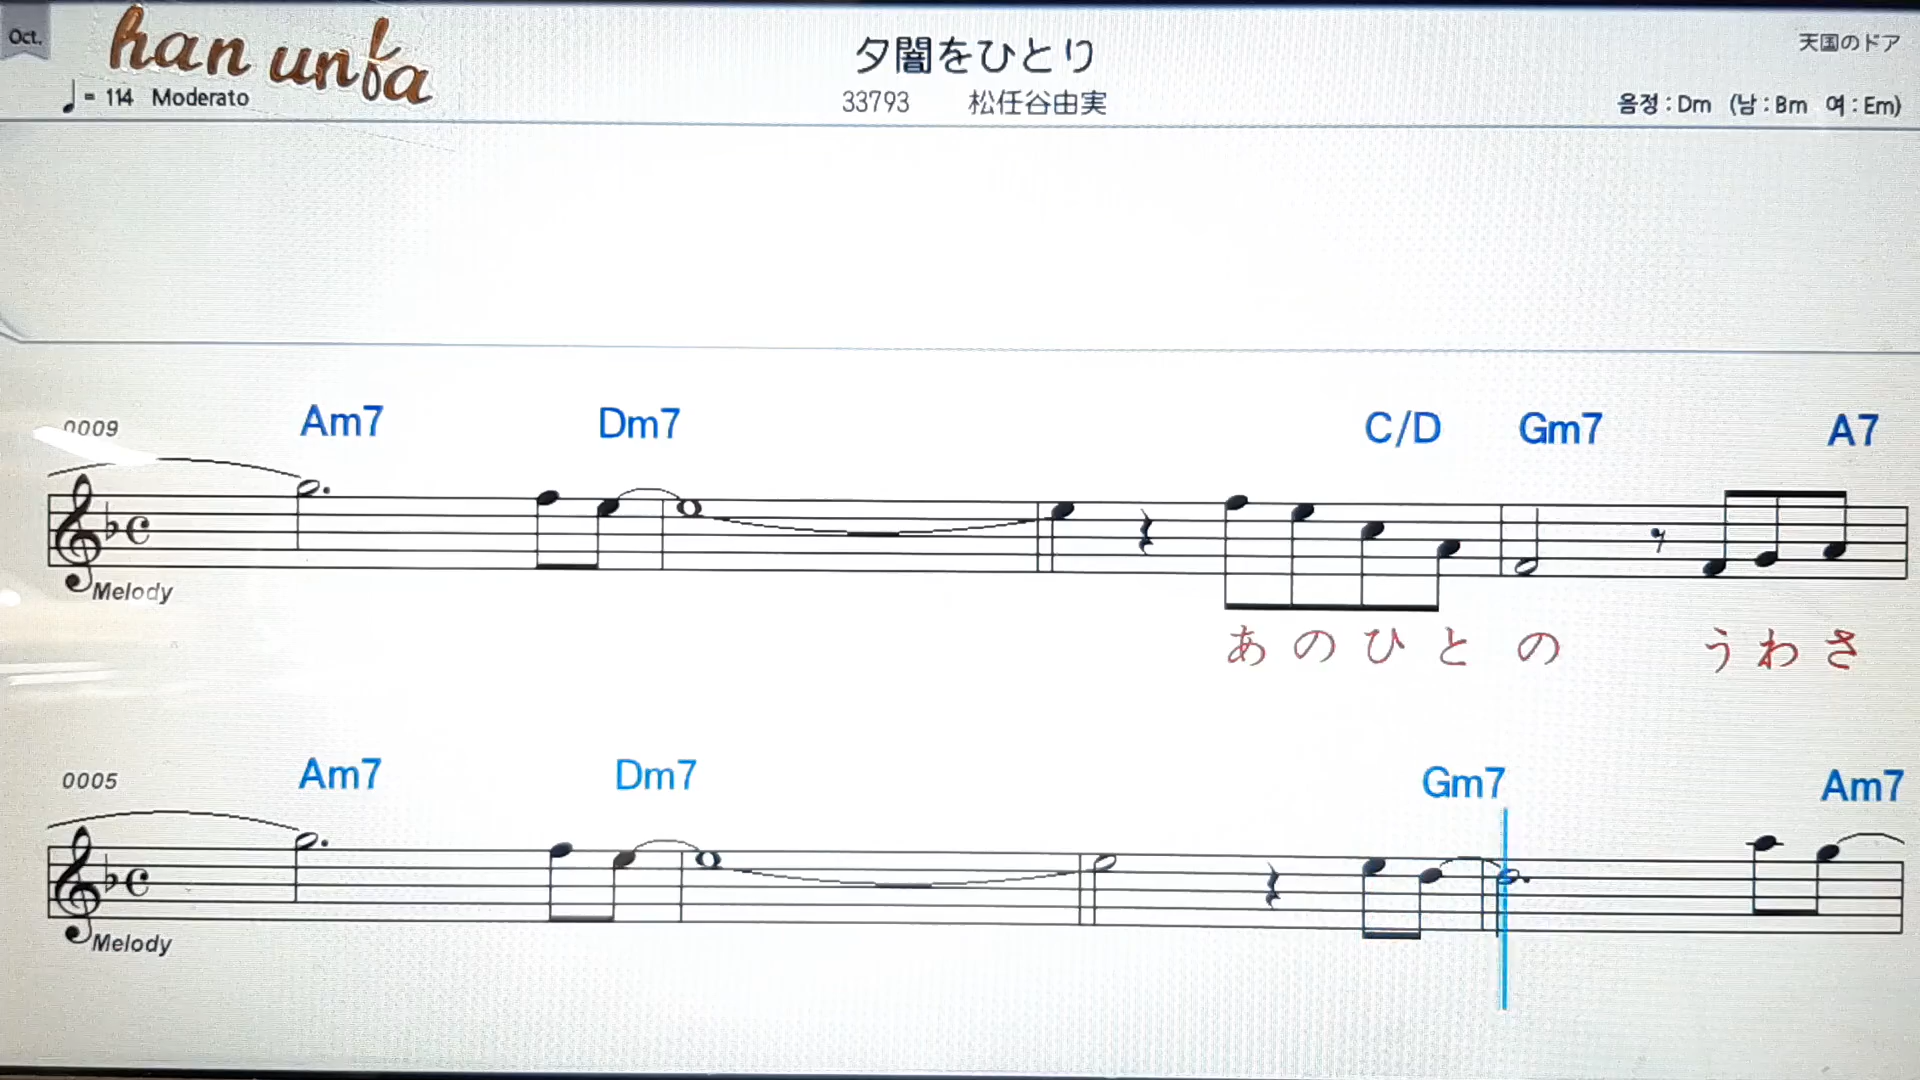 Oct.
han unfa
夕闇をひとり
天国のドア
= 114 Moderato
33793 松任谷由実
음정 : Dm (남 : Bm 여 : Em)
0009 Am7 Dm7 C/D Gm7 A7
Melody
あ の ひ と の う わ さ
0005 Am7 Dm7 Gm7 Am7
Melody